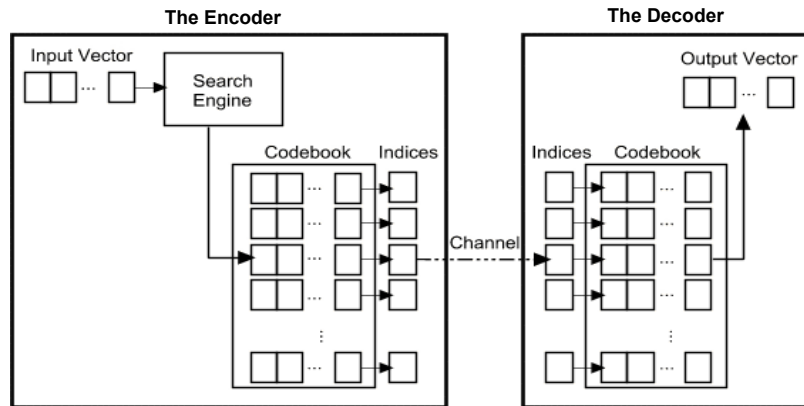 The Encoder
Input Vector
...
Search
Engine
Codebook
Indices
...
...
...
...
...
...
Channel
The Decoder
Output Vector
...
Indices
Codebook
...
...
...
...
...
...